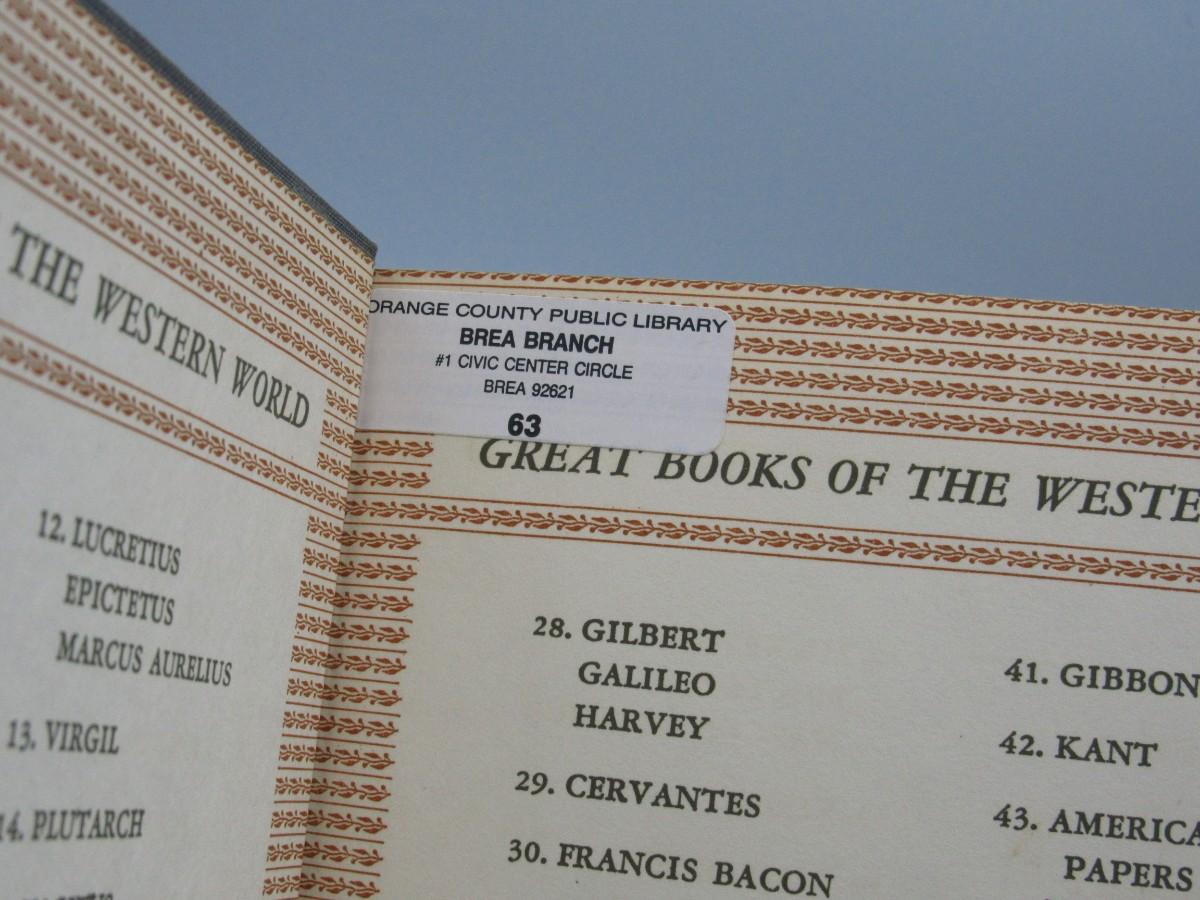 THE WESTERN WORLD
12. LUCRETIUS
EPICTETUS
MARCUS AURELIUS
13. VIRGIL
14. PLUTARCH
ORANGE COUNTY PUBLIC LIBRARY
BREA BRANCH
#1 CIVIC CENTER CIRCLE
BREA 92621
63
GREAT BOOKS OF THE WESTE
28. GILBERT
GALILEO
HARVEY
29. CERVANTES
30. FRANCIS BACON
41. GIBBON
42. KANT
43. AMERICA
PAPERS